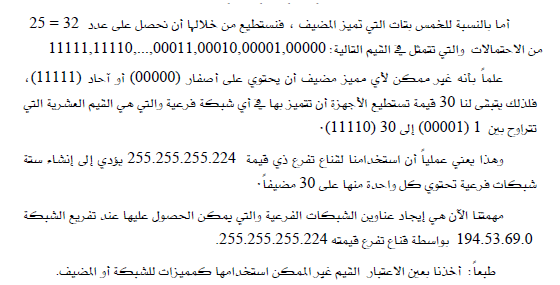 أما بالنسبة للخمس بتات التي تميز المضيف ، فنستطيع من خلالها أن نحصل على عدد 32 = 25
من الاحتمالات والتي تتمثل في القيم التالية: 00000,00001,00010,00011,...,11110,11111
علماً بأنه غير ممكن لأي مميز مضيف أن يحتوي على أصفار (00000) أو آحاد (11111)،
فلذلك يتبقى لنا 30 قيمة تستطيع الأجهزة أن تتميز بها في أي شبكة فرعية والتي هي القيم العشرية التي
تتراوح بين 1 (00001) إلى 30 (11110).
وهذا يعني عملياً أن استخدامنا لقناع تفرع ذي قيمة 255.255.255.224 يؤدي إلى إنشاء ستة
شبكات فرعية تحتوي كل واحدة منها على 30 مضيفاً.
مهمتنا الآن هي إيجاد عناوين الشبكات الفرعية والتي يمكن الحصول عليها عند تفريع الشبكة
194.53.69.0 بواسطة قناع تفرع قيمته 255.255.255.224.
طبعاً: أخذنا بعين الاعتبار القيم غير الممكن استخدامها كمميزات للشبكة أو المضيف.